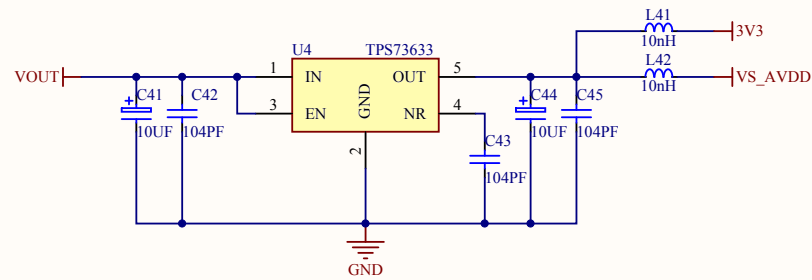 L41
3V3
10nH
U4 TPS73633
L42
VOUT 1 IN OUT 5 VS_AVDD
10nH
+ C41 C42 + C44 C45
3 EN GND NR 4
10UF 104PF 10UF 104PF
C43
2
104PF
GND